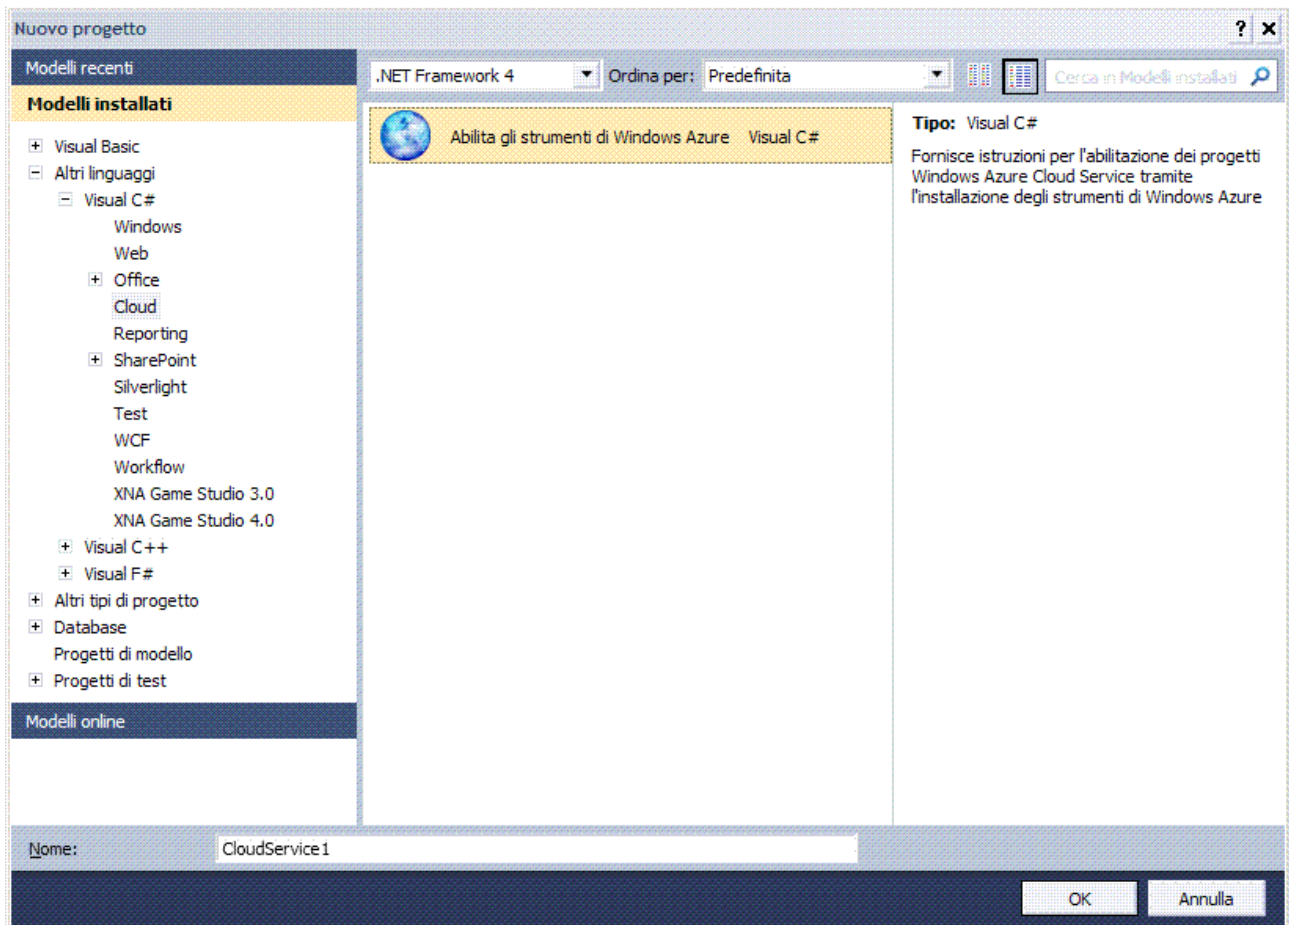 Nuovo progetto
? x
Modelli recenti
.NET Framework 4
Ordina per: Predefinita
Cerca in Modelli installati
Modelli installati
Visual Basic
Altri linguaggi
Visual C#
Windows
Web
Office
Cloud
Reporting
SharePoint
Silverlight
Test
WCF
Workflow
XNA Game Studio 3.0
XNA Game Studio 4.0
Visual C++
Visual F#
Altri tipi di progetto
Database
Progetti di modello
Progetti di test
Modelli online
Abilita gli strumenti di Windows Azure Visual C#
Tipo: Visual C#
Fornisce istruzioni per l'abilitazione dei progetti
Windows Azure Cloud Service tramite
l'installazione degli strumenti di Windows Azure
Nome: CloudService1
OK Annulla